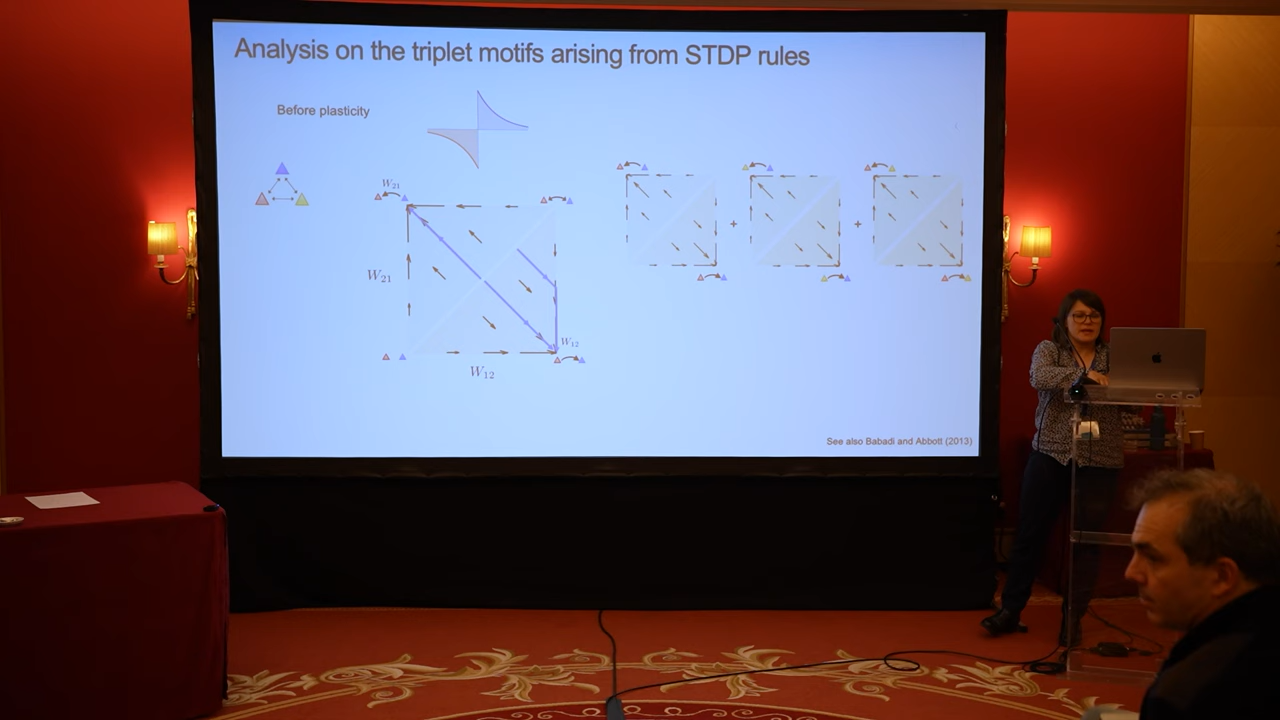 Analysis on the triplet motifs arising from STDP rules
Before plasticity
W21
W21
W12
W12
+
+
See also Babadi and Abbott (2013)